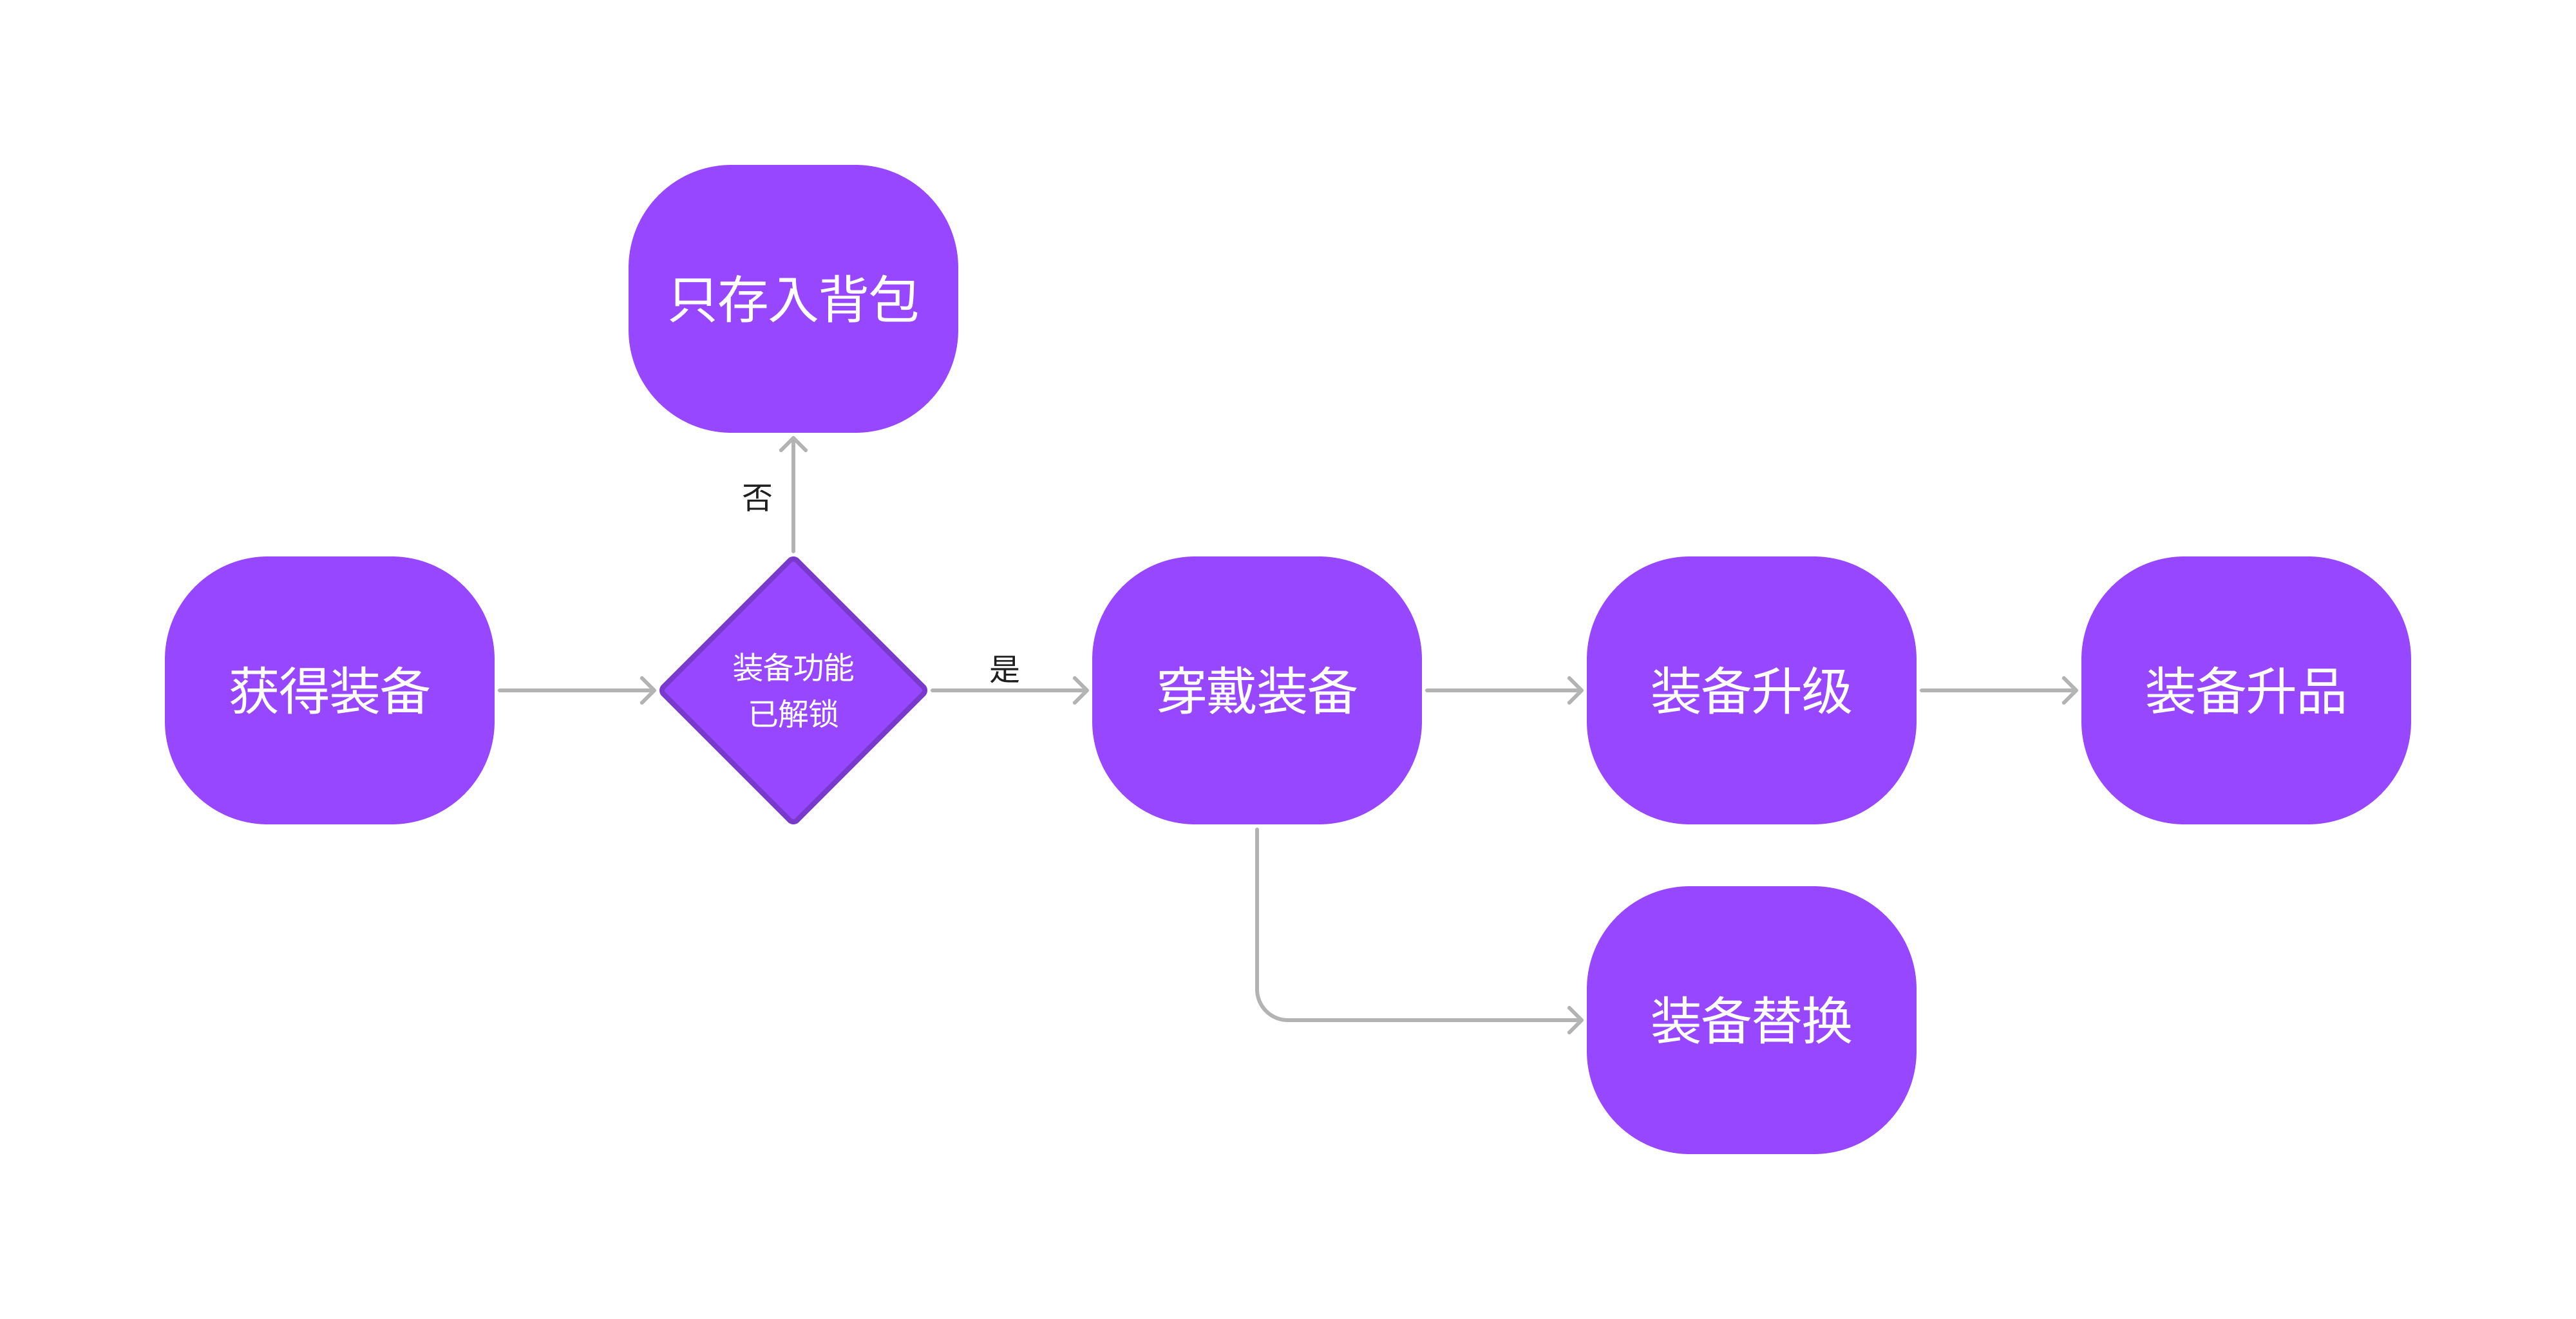 只存入背包
否
获得装备
装备功能
已解锁
是
穿戴装备
装备升级
装备升品
装备替换